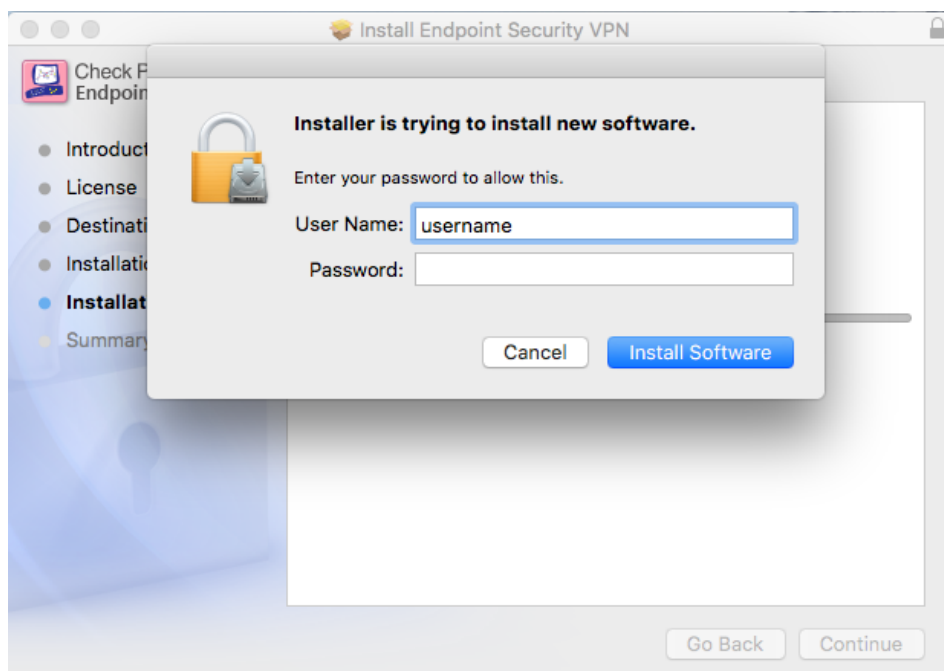 Install Endpoint Security VPN
Check P
Endpoin
Installer is trying to install new software.
Enter your password to allow this.
User Name: username
Password:
Cancel
Install Software
Introduct
License
Destinati
Installatio
Installat
Summary
Go Back
Continue